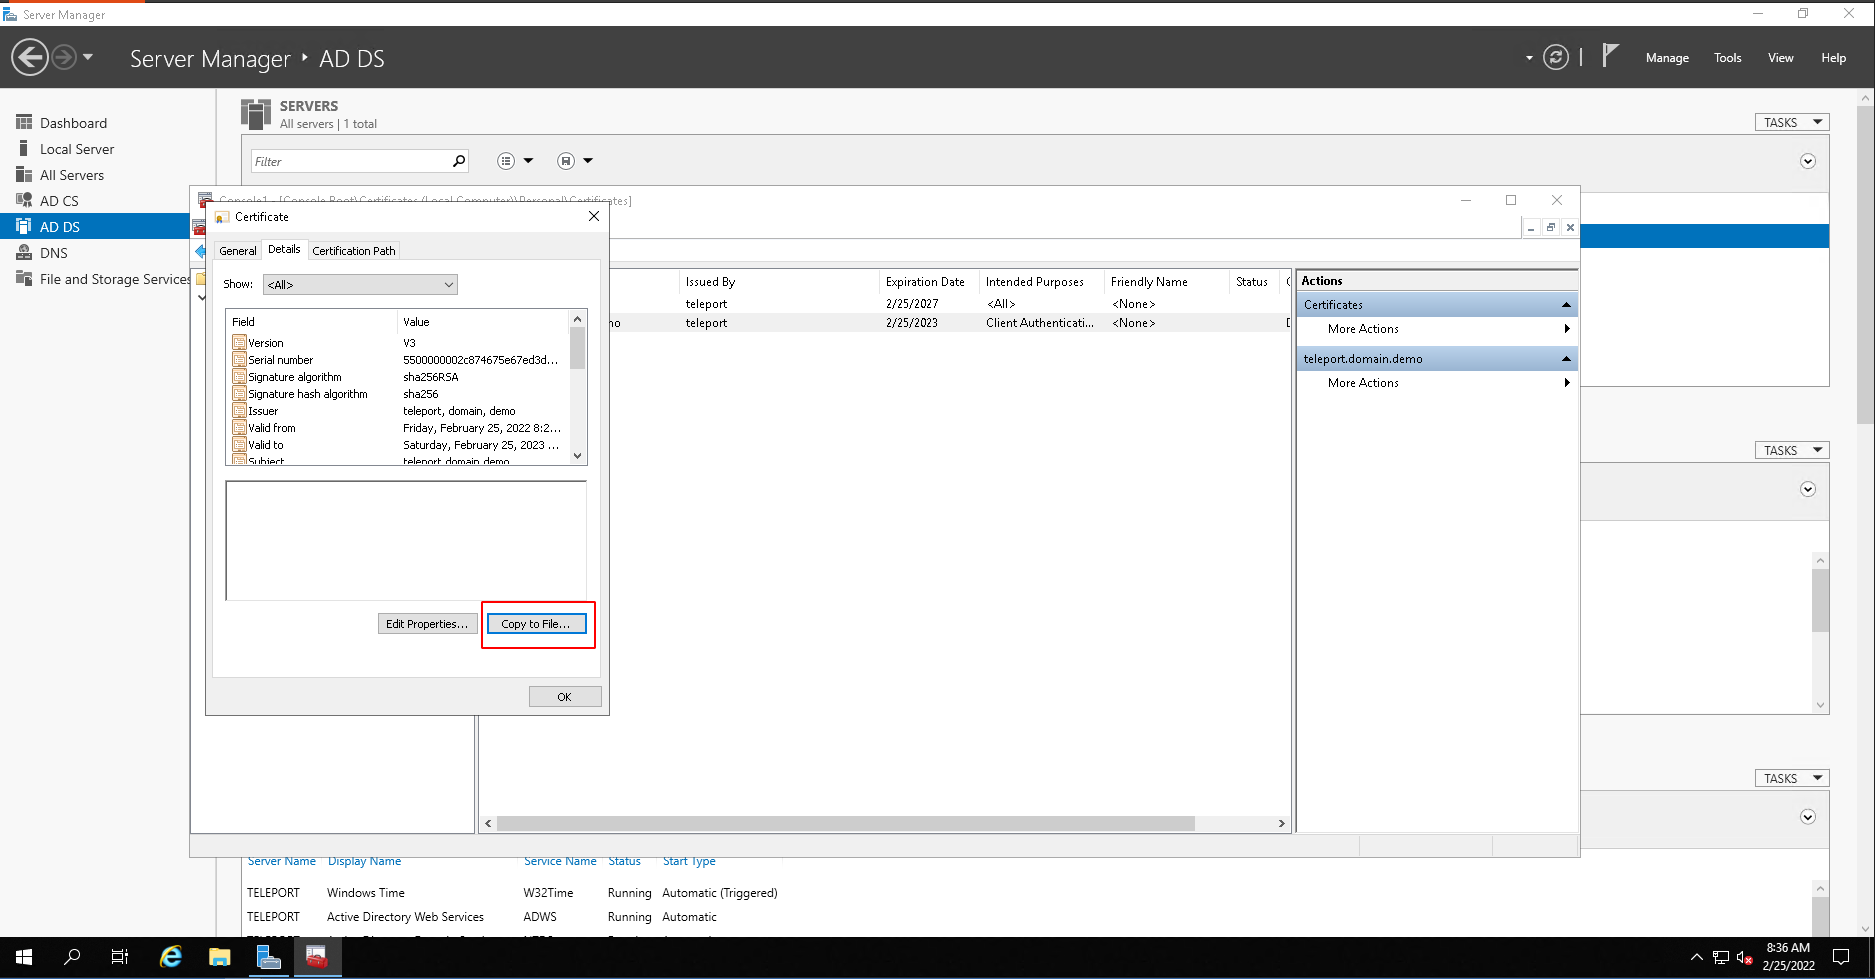 Server Manager
Server Manager ‣ AD DS
Manage Tools View Help
Dashboard
Local Server
All Servers
AD CS
AD DS
DNS
File and Storage Services
SERVERS
All servers | 1 total
TASKS
Filter
Console1 - [Console Root\Certificates (Local Computer)\Personal\Certificates]
Certificate
General Details Certification Path
Show: <All>
Field Value
Version V3
Serial number 5500000002c874675e67ed3d...
Signature algorithm sha256RSA
Signature hash algorithm sha256
Issuer teleport, domain, demo
Valid from Friday, February 25, 2022 8:2...
Valid to Saturday, February 25, 2023 ...
Subject teleport.domain.demo
Edit Properties... Copy to File...
OK
Issued By Expiration Date Intended Purposes Friendly Name Status
teleport 2/25/2027 <All> <None>
no teleport 2/25/2023 Client Authenticati... <None>
Actions
Certificates
More Actions
teleport.domain.demo
More Actions
TASKS
TASKS
Server Name Display Name Service Name Status Start Type
TELEPORT Windows Time W32Time Running Automatic (Triggered)
TELEPORT Active Directory Web Services ADWS Running Automatic
8:36 AM
2/25/2022